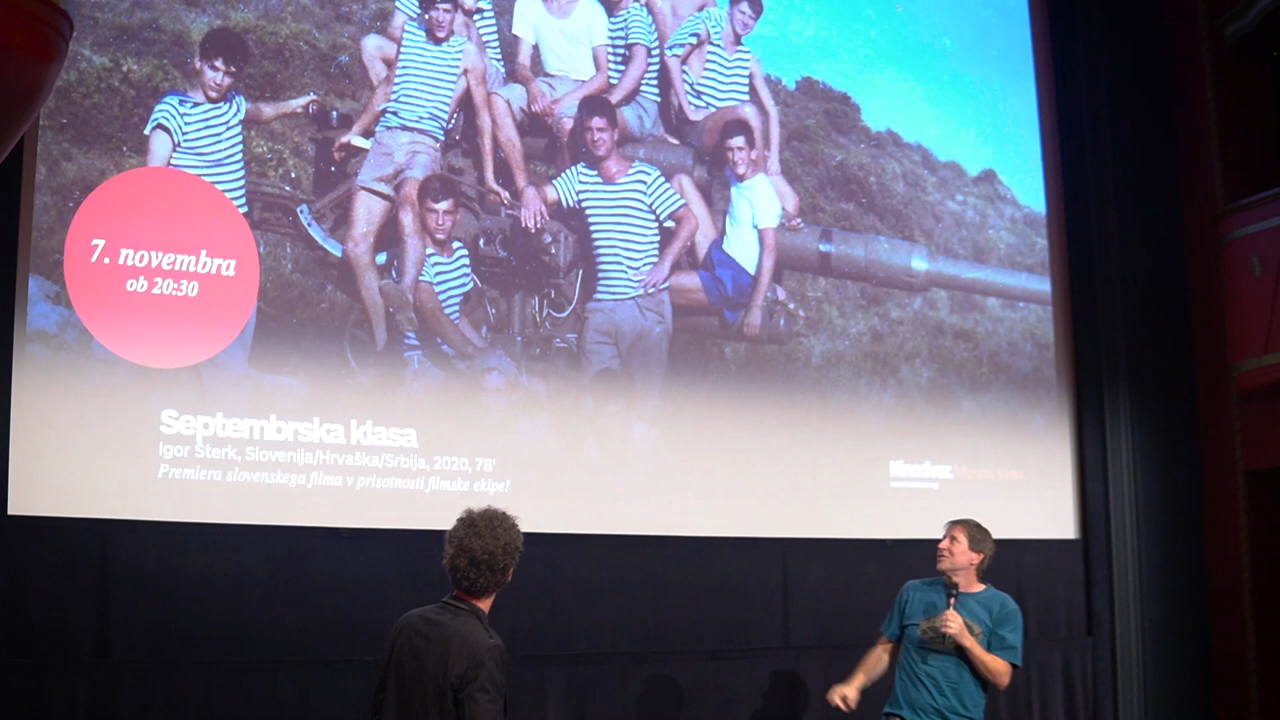 7. novembra
ob 20:30
Septembrska klasa
Igor Šterk, Slovenija/Hrvaška/Srbija, 2020, 78'
Premiera slovenskega filma v prisotnosti filmske ekipe!
Kinodvor.